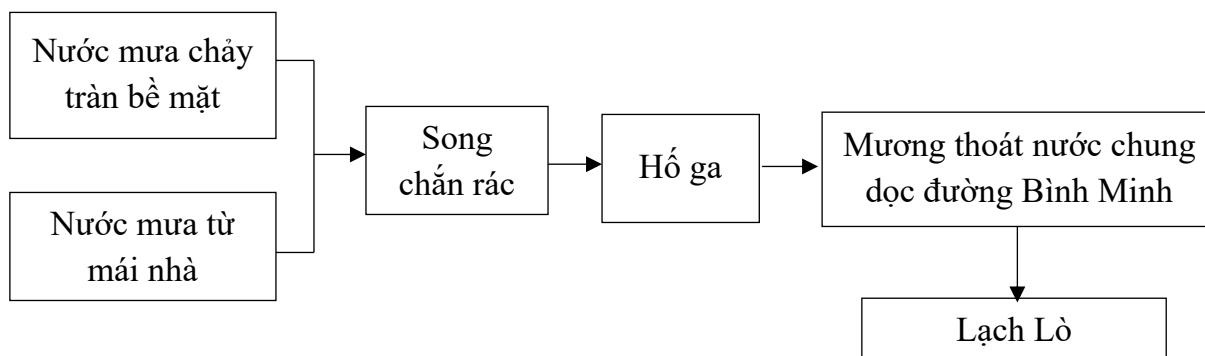 Nước mưa chảy
tràn bề mặt
Nước mưa từ
mái nhà
Song
chắn rác
Hố ga
Mương thoát nước chung
dọc đường Bình Minh
Lạch Lò